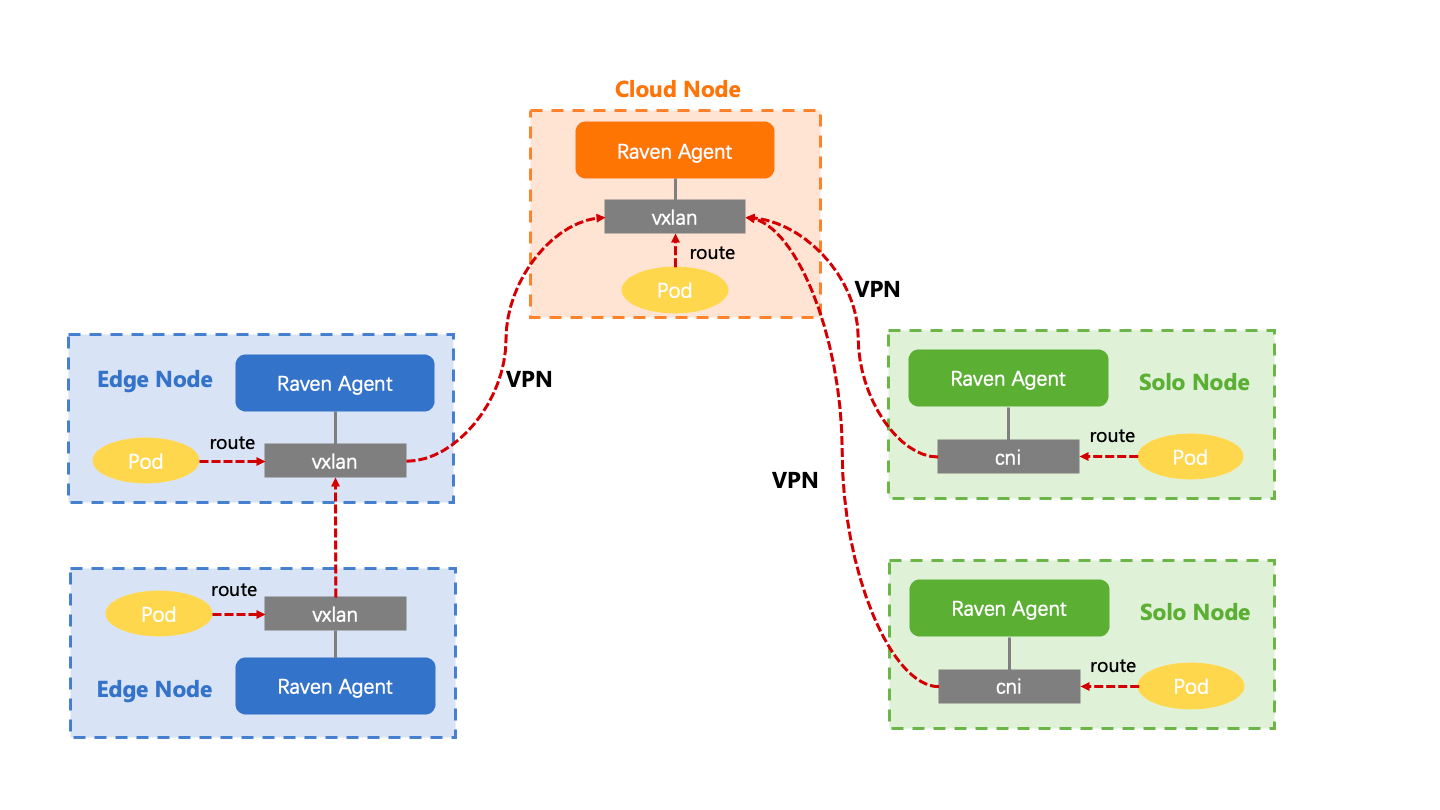 Cloud Node
Raven Agent
vxlan
route
Pod
VPN
VPN
VPN
Edge Node
Raven Agent
route
Pod
vxlan
route
Pod
vxlan
Edge Node
Raven Agent
Raven Agent
Solo Node
route
cni
Pod
Raven Agent
Solo Node
route
cni
Pod